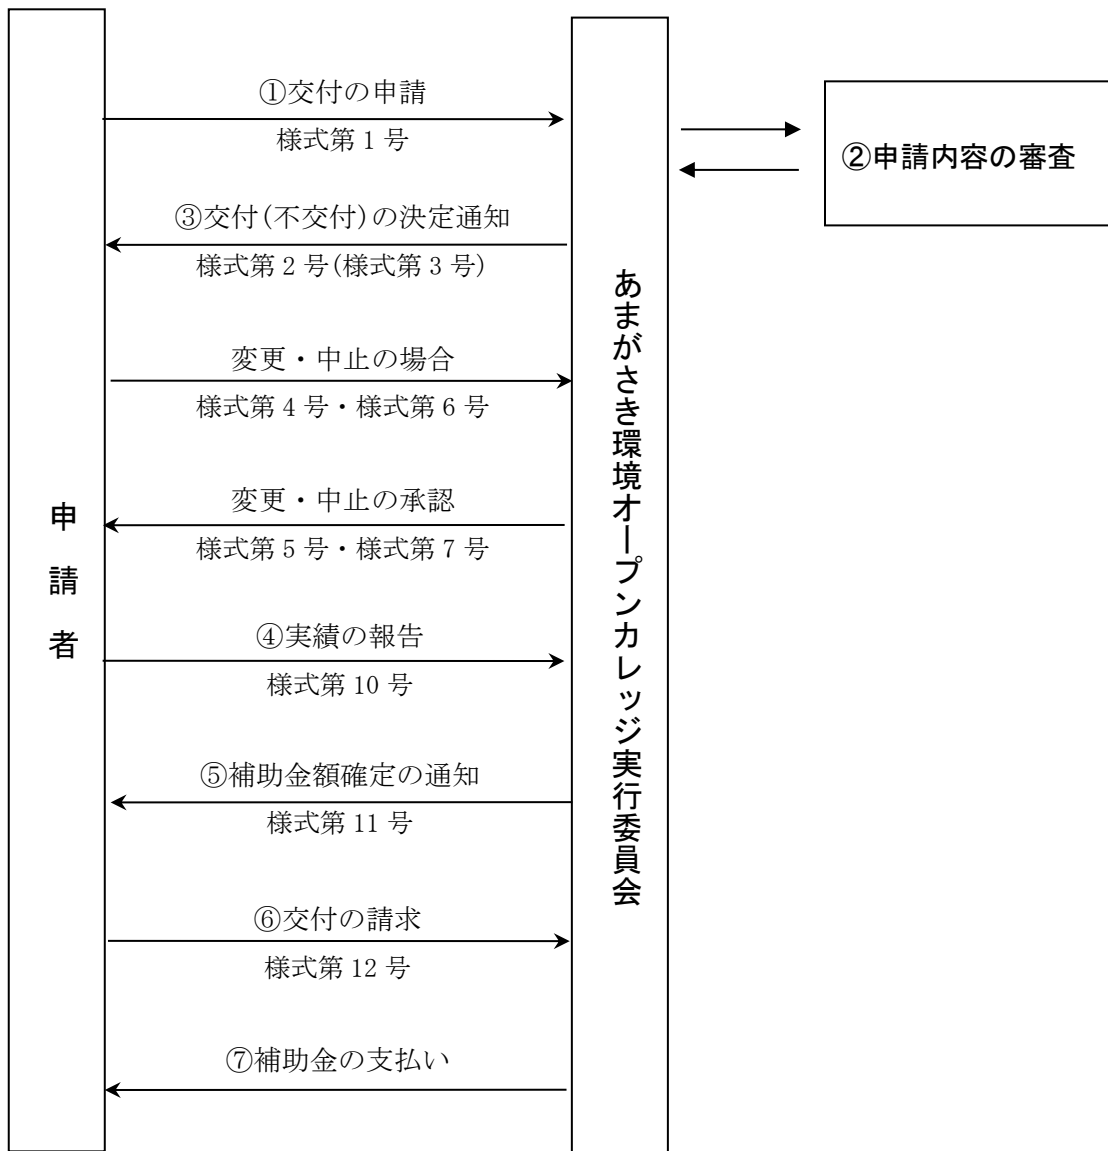 ①交付の申請
様式第 1 号
②申請内容の審査
③交付(不交付)の決定通知
様式第 2 号(様式第 3 号)
変更・中止の場合
様式第 4 号・様式第 6 号
変更・中止の承認
様式第 5 号・様式第 7 号
④実績の報告
様式第 10 号
⑤補助金額確定の通知
様式第 11 号
⑥交付の請求
様式第 12 号
⑦補助金の支払い
申請者
あまがさき環境オープンカレッジ実行委員会